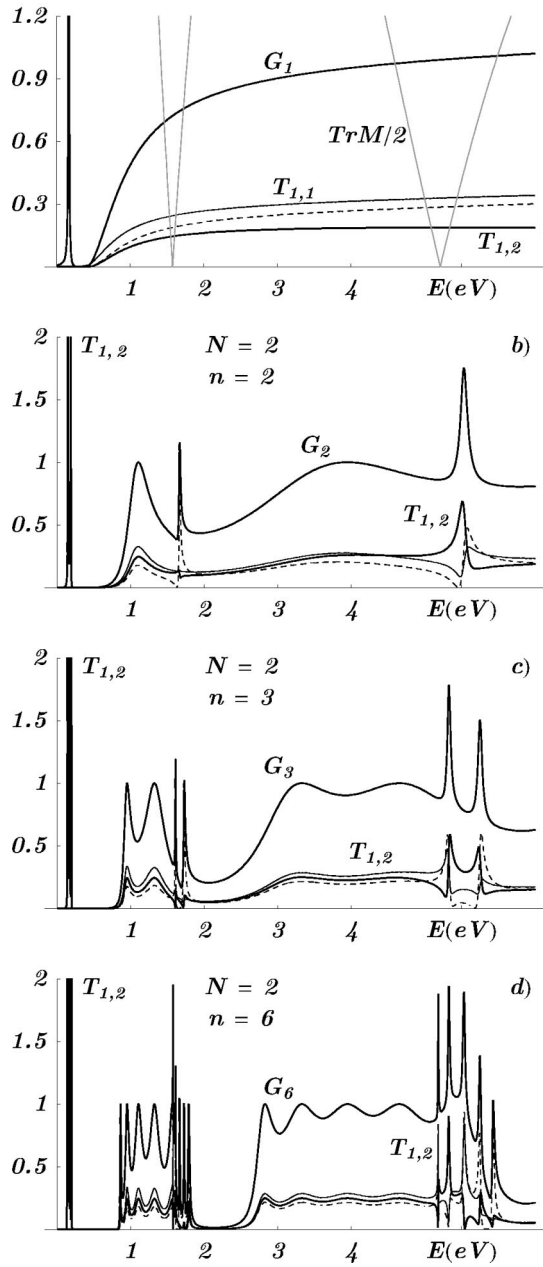 1.2
0.9
0.6
0.3
G1
TrM/2
T1,1
T1,2
1 2 3 4 E(eV)
2
1.5
1
0.5
T1,2
N = 2
n = 2
b)
G2
T1,2
1 2 3 4 E(eV)
2
1.5
1
0.5
T1,2
N = 2
n = 3
c)
G3
T1,2
1 2 3 4 E(eV)
2
1.5
1
0.5
T1,2
N = 2
n = 6
d)
G6
T1,2
1 2 3 4 E(eV)